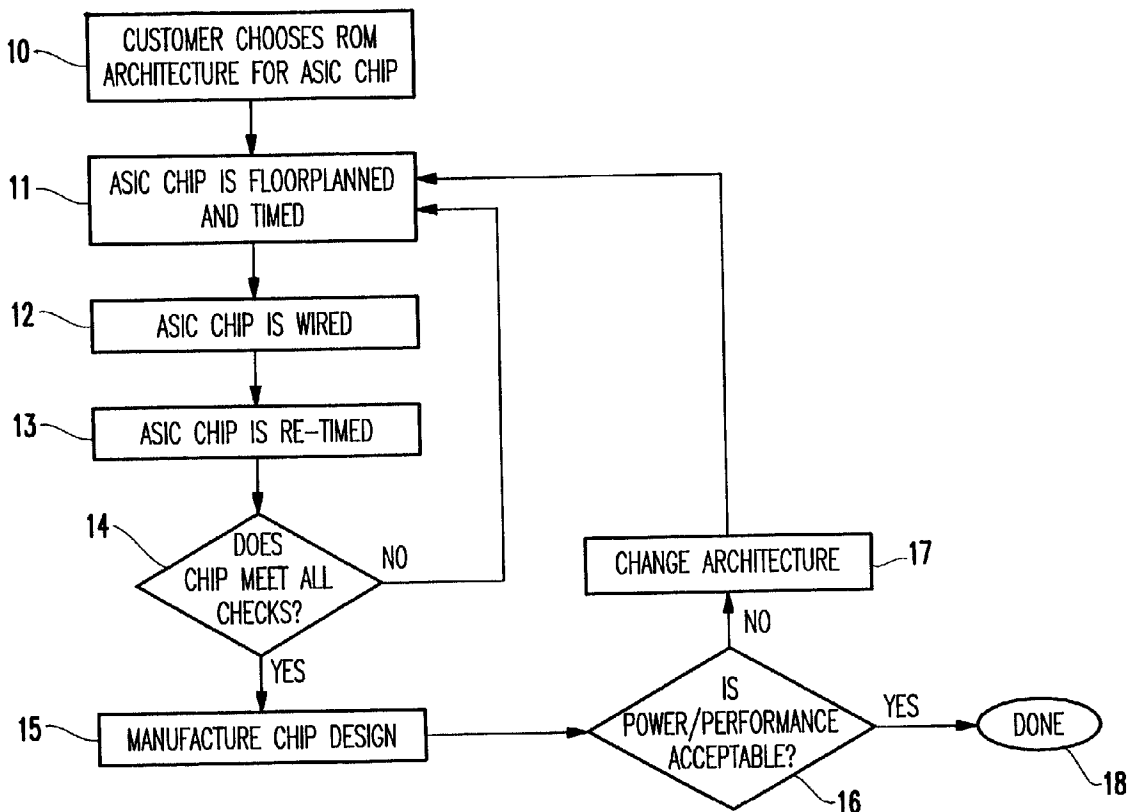 10
CUSTOMER CHOOSES ROM
ARCHITECTURE FOR ASIC CHIP
11
ASIC CHIP IS FLOORPLANNED
AND TIMED
12
ASIC CHIP IS WIRED
13
ASIC CHIP IS RE-TIMED
14
DOES
CHIP MEET ALL
CHECKS?
NO
YES
15
MANUFACTURE CHIP DESIGN
CHANGE ARCHITECTURE
17
NO
IS
POWER/PERFORMANCE
ACCEPTABLE?
16
YES
DONE
18